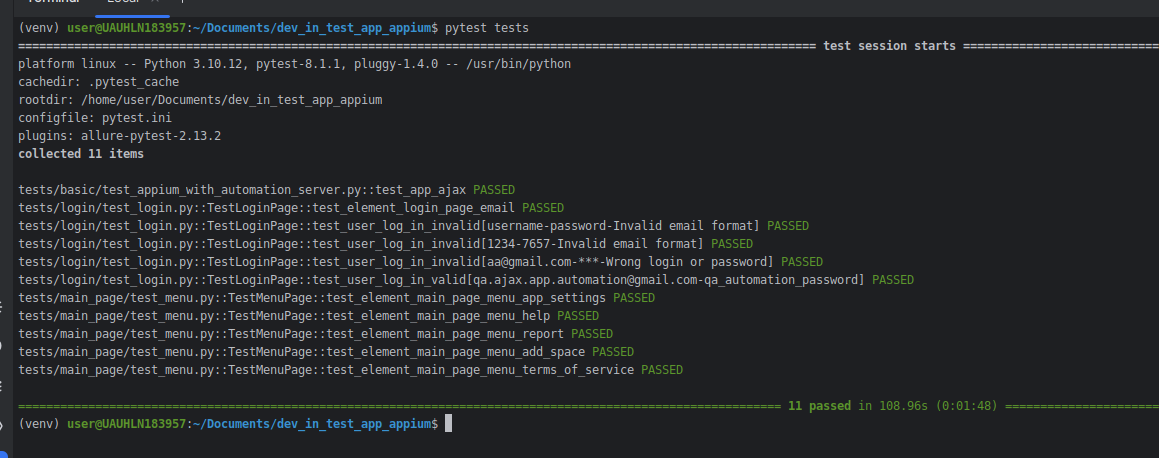 Terminal Local
(venv) user@UAUHLN183957:~/Documents/dev_in_test_app_appium$ pytest tests
================================================================================================================== test session starts ============================
platform linux -- Python 3.10.12, pytest-8.1.1, pluggy-1.4.0 -- /usr/bin/python
cachedir: .pytest_cache
rootdir: /home/user/Documents/dev_in_test_app_appium
configfile: pytest.ini
plugins: allure-pytest-2.13.2
collected 11 items
tests/basic/test_appium_with_automation_server.py::test_app_ajax PASSED
tests/login/test_login.py::TestLoginPage::test_element_login_page_email PASSED
tests/login/test_login.py::TestLoginPage::test_user_log_in_invalid[username-password-Invalid email format] PASSED
tests/login/test_login.py::TestLoginPage::test_user_log_in_invalid[1234-7657-Invalid email format] PASSED
tests/login/test_login.py::TestLoginPage::test_user_log_in_invalid[aa@gmail.com-***-Wrong login or password] PASSED
tests/login/test_login.py::TestLoginPage::test_user_log_in_valid[qa.ajax.app.automation@gmail.com-qa_automation_password] PASSED
tests/main_page/test_menu.py::TestMenuPage::test_element_main_page_menu_app_settings PASSED
tests/main_page/test_menu.py::TestMenuPage::test_element_main_page_menu_help PASSED
tests/main_page/test_menu.py::TestMenuPage::test_element_main_page_menu_report PASSED
tests/main_page/test_menu.py::TestMenuPage::test_element_main_page_menu_add_space PASSED
tests/main_page/test_menu.py::TestMenuPage::test_element_main_page_menu_terms_of_service PASSED
============================================================================================================= 11 passed in 108.96s (0:01:48) ======================
(venv) user@UAUHLN183957:~/Documents/dev_in_test_app_appium$